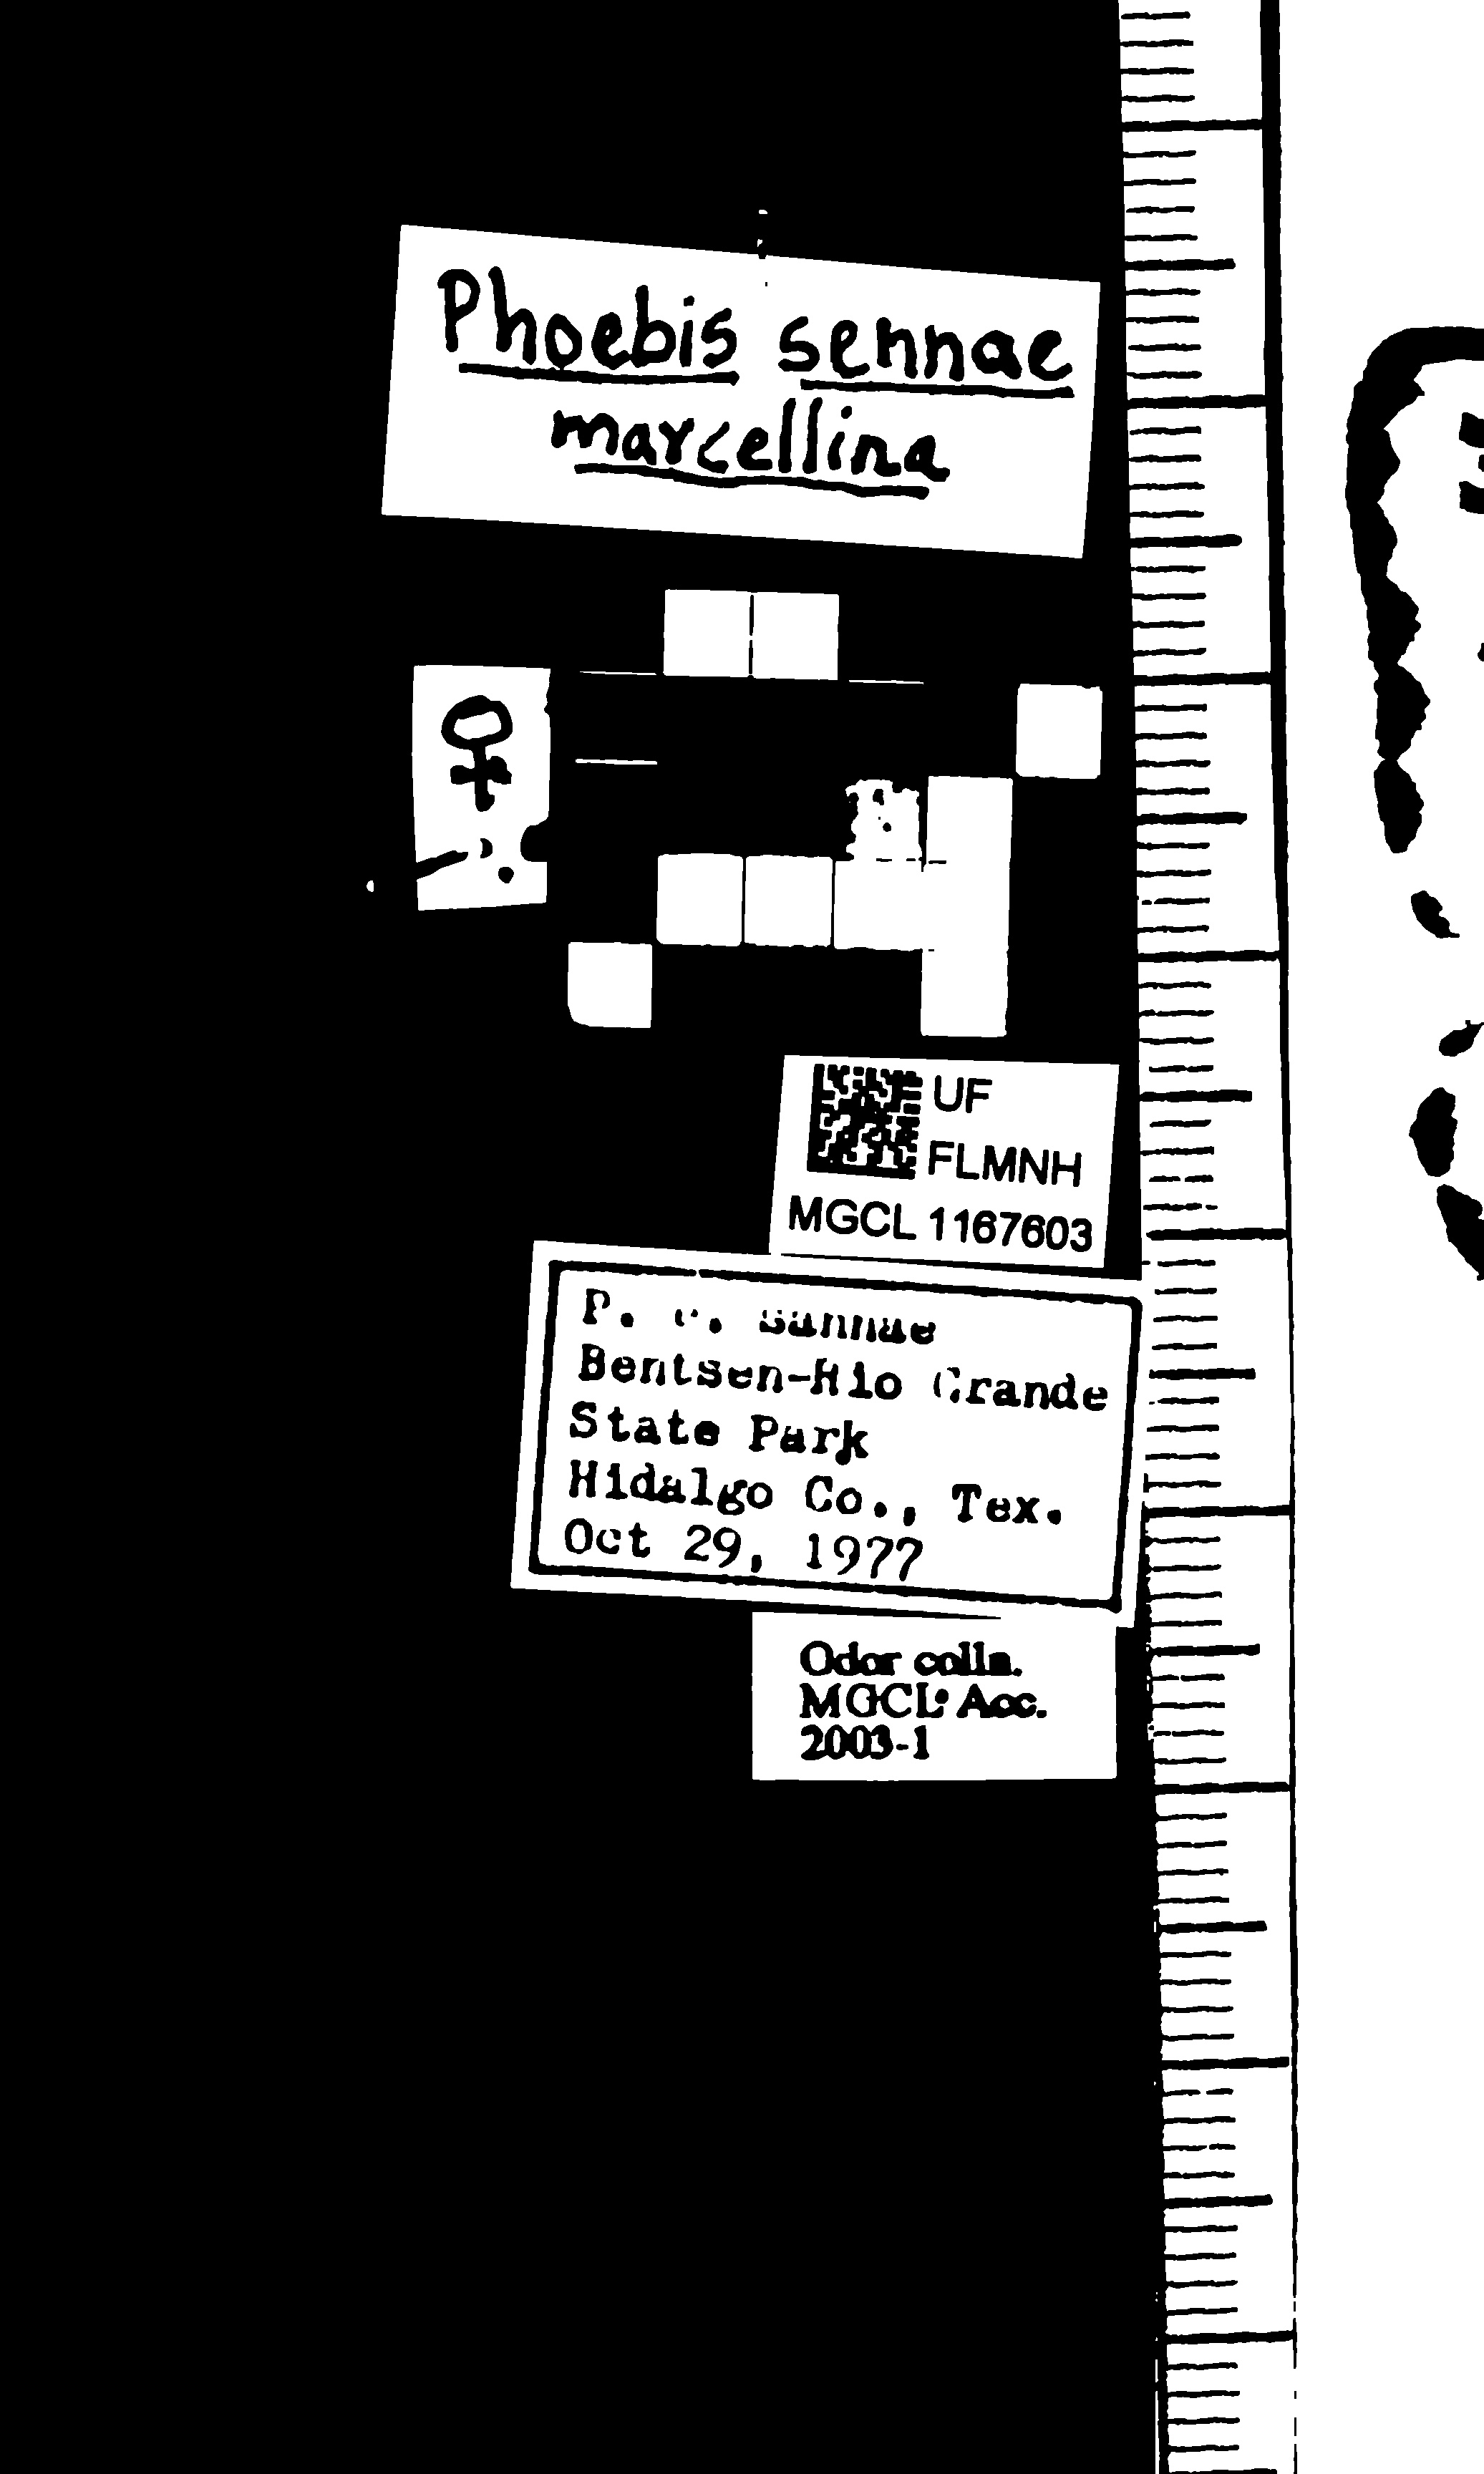 Phoebis sennae
marcellina
♀
UF
FLMNH
MGCL 1167603
P. sennae
Bentsen-Rio Grande
State Park
Hidalgo Co., Tex.
Oct 29, 1977
Odor colln.
MGCL Acc.
2003-1